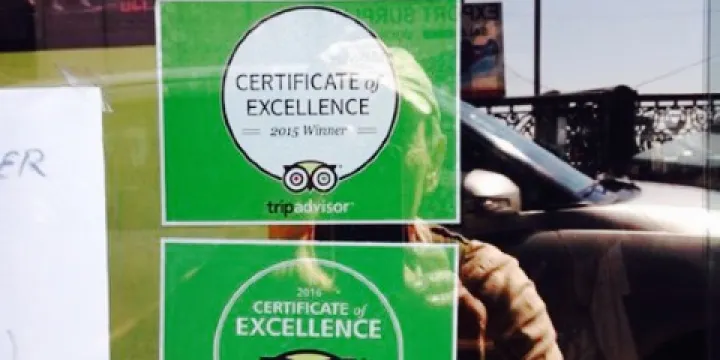 CERTIFICATE of
EXCELLENCE
2015 Winner
tripadvisor
ER
2016
CERTIFICATE of
EXCELLENCE